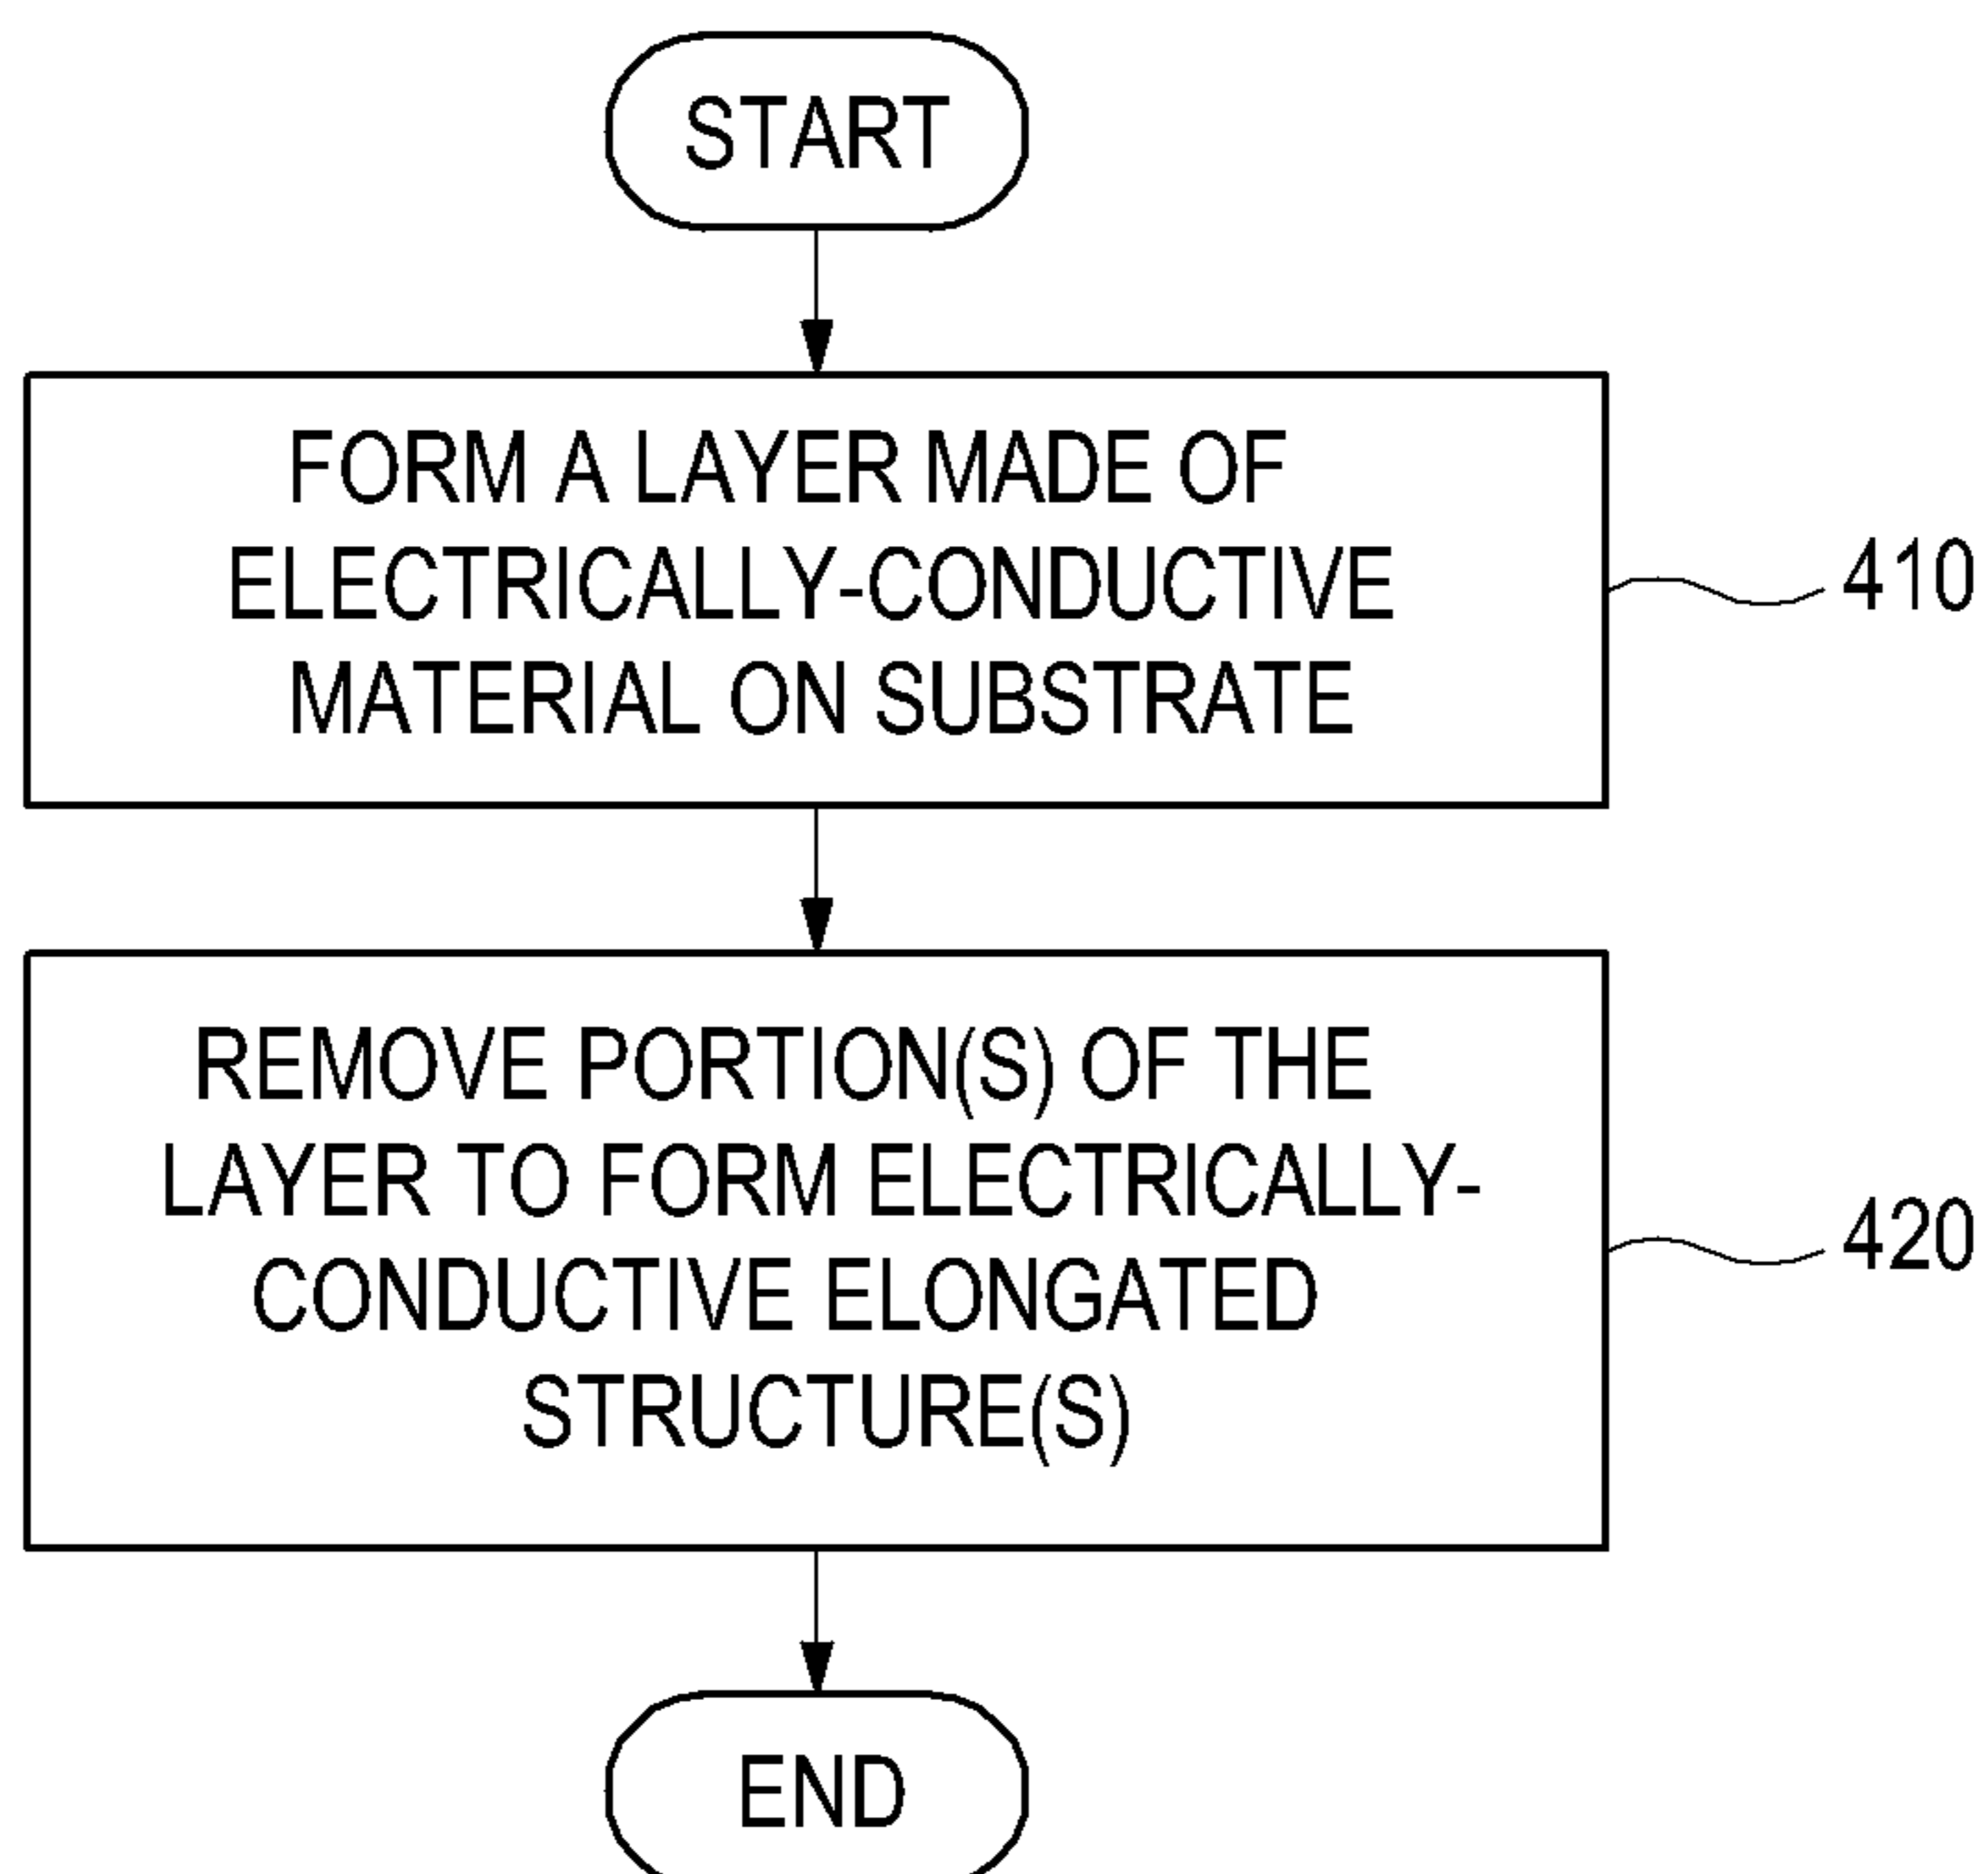 START
FORM A LAYER MADE OF
ELECTRICALLY-CONDUCTIVE
MATERIAL ON SUBSTRATE
410
REMOVE PORTION(S) OF THE
LAYER TO FORM ELECTRICALLY-
CONDUCTIVE ELONGATED
STRUCTURE(S)
420
END